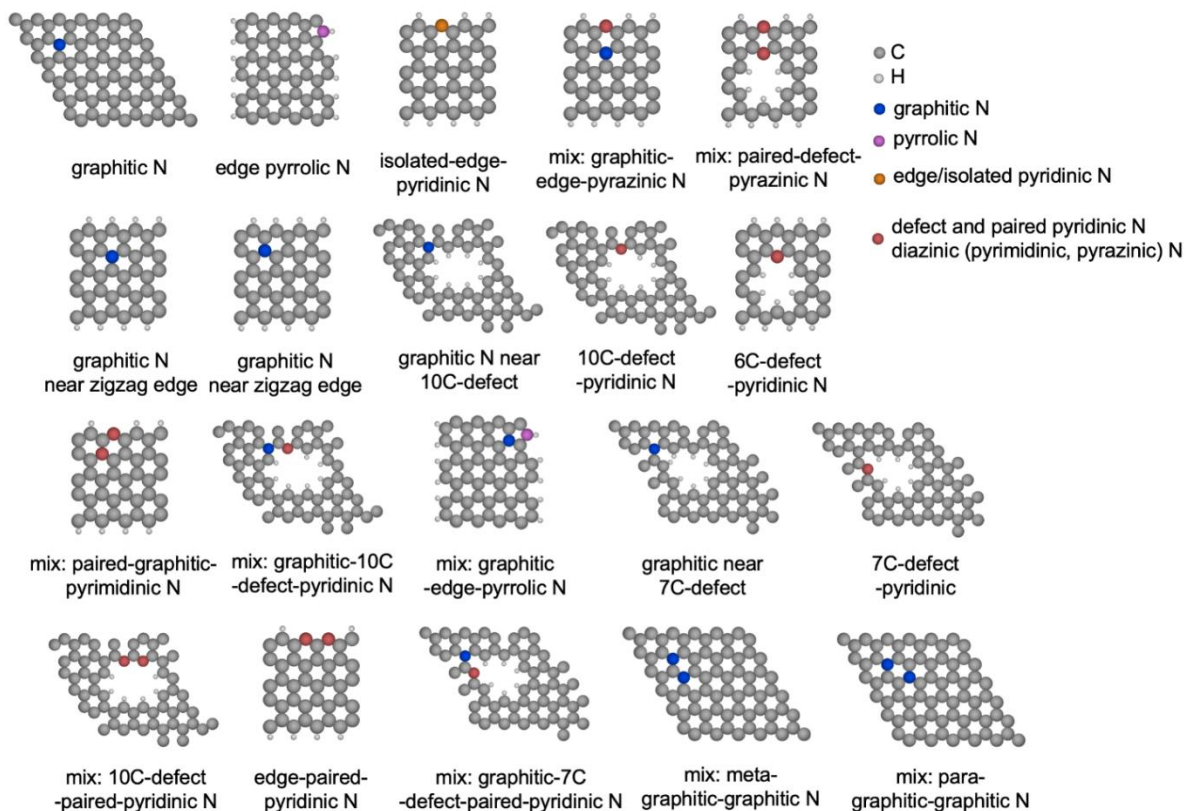 graphitic N
edge pyrrolic N
isolated-edge-
pyridinic N
mix: graphitic-
edge-pyrazinic N
mix: paired-defect-
pyrazinic N
C
H
graphitic N
pyrrolic N
edge/isolated pyridinic N
defect and paired pyridinic N
diazinic (pyrimidinic, pyrazinic) N
graphitic N
near zigzag edge
graphitic N
near zigzag edge
graphitic N near
10C-defect
10C-defect
-pyridinic N
6C-defect
-pyridinic N
mix: paired-graphitic-
pyrimidinic N
mix: graphitic-10C
-defect-pyridinic N
mix: graphitic
-edge-pyrrolic N
graphitic near
7C-defect
7C-defect
-pyridinic
mix: 10C-defect
-paired-pyridinic N
edge-paired-
pyridinic N
mix: graphitic-7C
-defect-paired-pyridinic N
mix: meta-
graphitic-graphitic N
mix: para-
graphitic-graphitic N